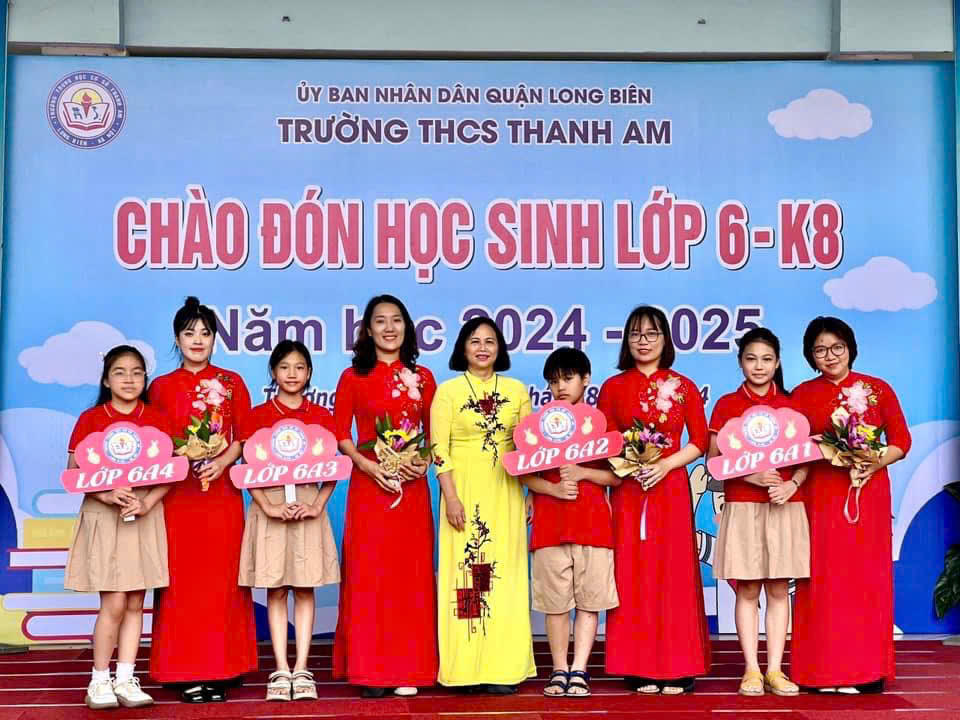 ỦY BAN NHÂN DÂN QUẬN LONG BIÊN
TRƯỜNG THCS THANH AM
CHÀO ĐÓN HỌC SINH LỚP 6 - K8
Năm học 2024 - 2025
LỚP 6A4
LỚP 6A3
LỚP 6A2
LỚP 6A1